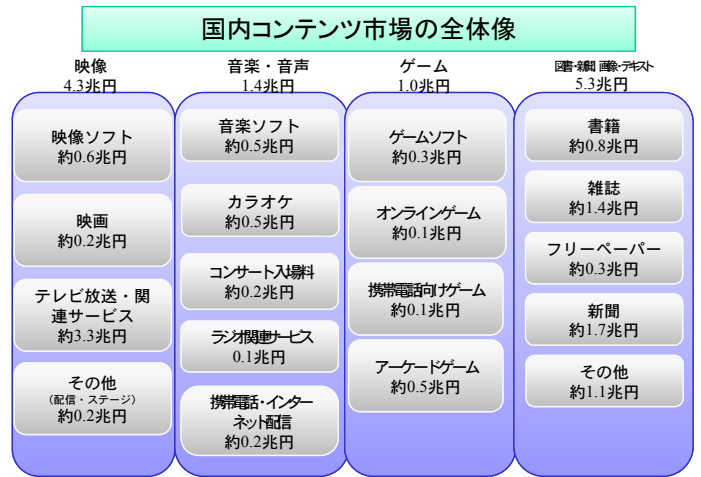 国内コンテンツ市場の全体像
映像
4.3兆円
映像ソフト
約0.6兆円
映画
約0.2兆円
テレビ放送・関
連サービス
約3.3兆円
その他
(配信・ステージ)
約0.2兆円
音楽・音声
1.4兆円
音楽ソフト
約0.5兆円
カラオケ
約0.5兆円
コンサート入場料
約0.2兆円
ラジオ関連サービス
0.1兆円
携帯電話・インター
ネット配信
約0.2兆円
ゲーム
1.0兆円
ゲームソフト
約0.3兆円
オンラインゲーム
約0.1兆円
携帯電話向けゲーム
約0.1兆円
アーケードゲーム
約0.5兆円
図書・新聞、画像・テキスト
5.3兆円
書籍
約0.8兆円
雑誌
約1.4兆円
フリーペーパー
約0.3兆円
新聞
約1.7兆円
その他
約1.1兆円